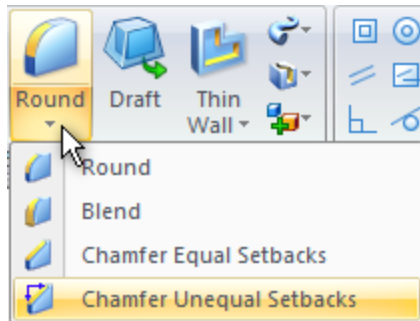 Round Draft Thin
Wall
Round
Blend
Chamfer Equal Setbacks
Chamfer Unequal Setbacks